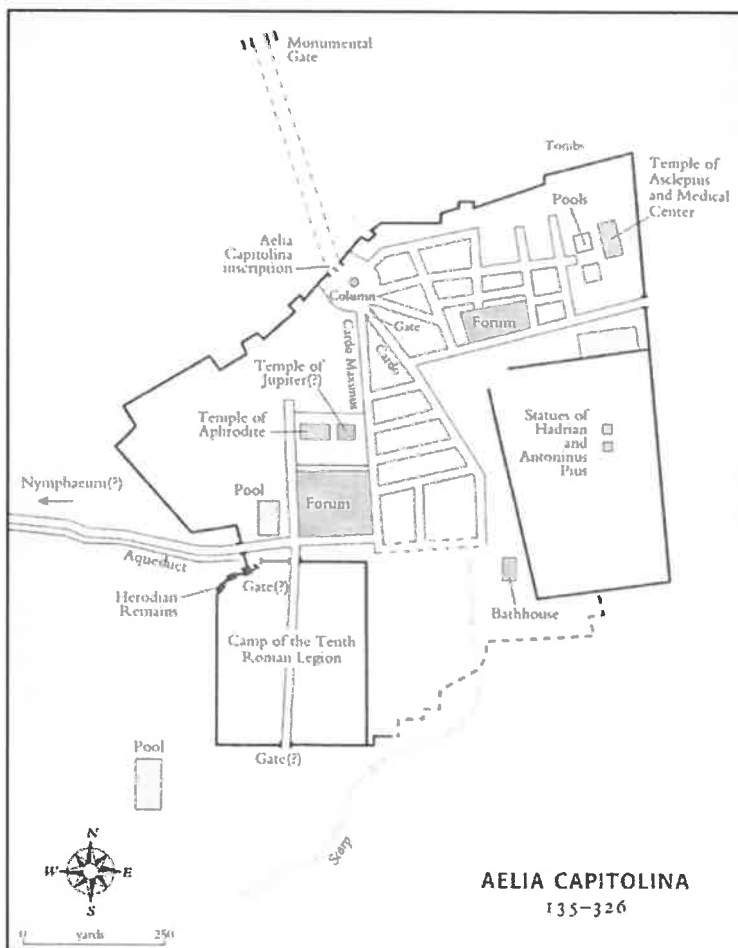 Monumental
Gate
Tombs
Temple of
Asclepius
and Medical
Center
Pools
Aelia
Capitolina
inscription
Column
Gate
Forum
Cardo Maximus
Cardo
Temple of
Jupiter(?)
Temple of
Aphrodite
Statues of
Hadrian
and
Antoninus
Pius
Nymphaeum(?)
Pool
Forum
Aqueduct
Herodian
Remains
Gate(?)
Bathhouse
Camp of the Tenth
Roman Legion
Gate(?)
Pool
Scarp
N
W E
S
AELIA CAPITOLINA
135–326
0 yards 250